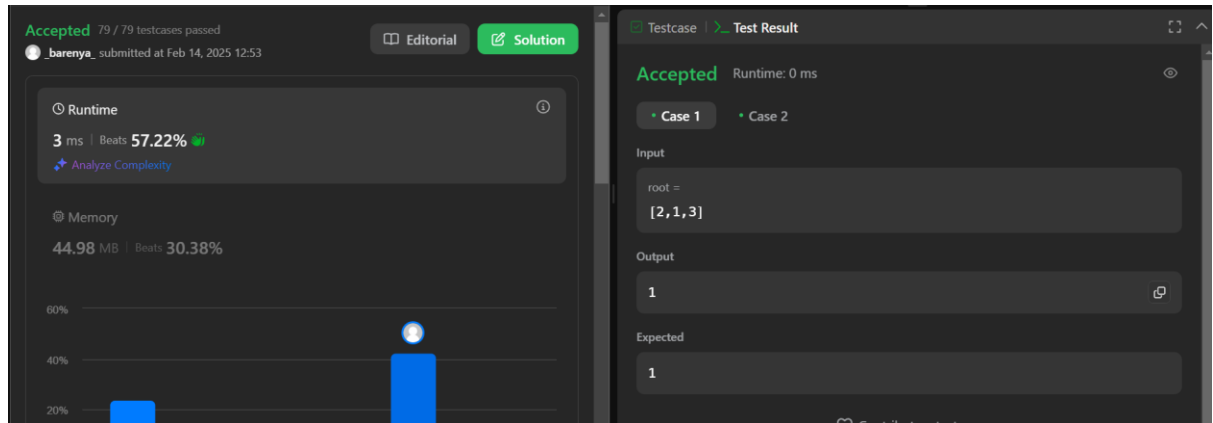 Accepted 79 / 79 testcases passed
_barenya_ submitted at Feb 14, 2025 12:53
Editorial
Solution
Runtime
3 ms | Beats 57.22%
Analyze Complexity
Memory
44.98 MB | Beats 30.38%
60%
40%
20%
Testcase | >_ Test Result
Accepted Runtime: 0 ms
• Case 1 • Case 2
Input
root =
[2,1,3]
Output
1
Expected
1